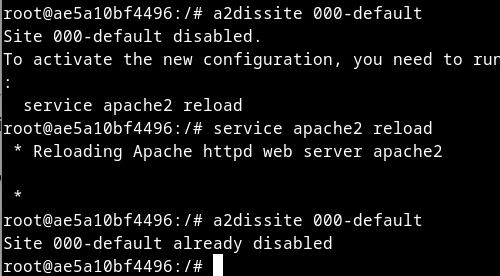 root@ae5a10bf4496:/# a2dissite 000-default
Site 000-default disabled.
To activate the new configuration, you need to run
:
  service apache2 reload
root@ae5a10bf4496:/# service apache2 reload
 * Reloading Apache httpd web server apache2
 *
root@ae5a10bf4496:/# a2dissite 000-default
Site 000-default already disabled
root@ae5a10bf4496:/#